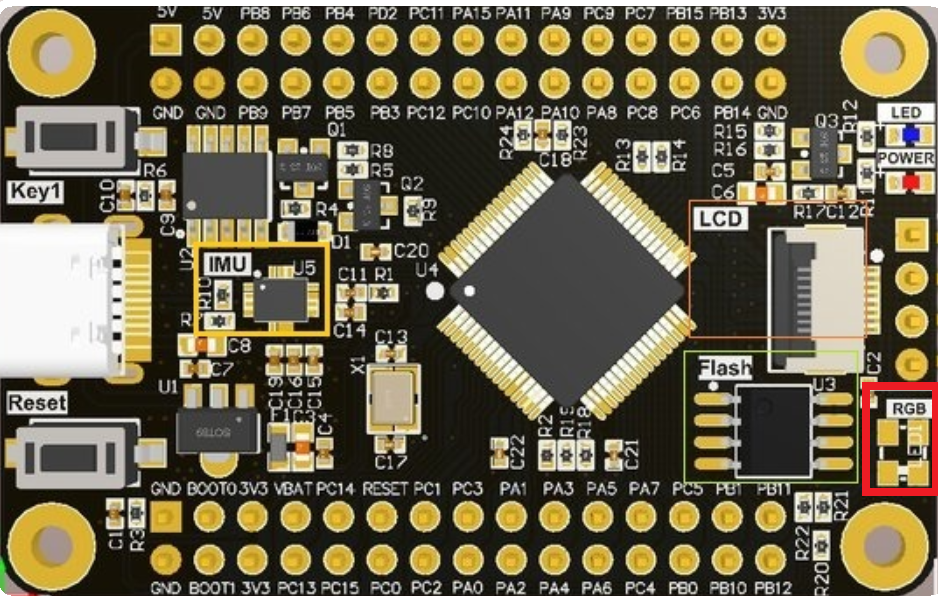 5V 5V PB8 PB6 PB4 PD2 PC11 PA15 PA11 PA9 PC9 PC7 PB15 PB13 3V3
GND GND PB9 PB7 PB5 PB3 PC12 PC10 PA12 PA10 PA8 PC8 PC6 PB14 GND
Q1
R24
C18
R23
R13
R14
R15
R16
C5
C6
Q3
R12
LED
POWER
R17
C12
Key1
C10
R6
C9
R8
R5
Q2
R4
R9
D1
C20
U2
IMU
U5
R10
C11 R1
C14
U4
LCD
C8
C7
C13
X1
C17
U1
SOT89
C19
C16
C15
F1
C3
C4
Reset
Flash
U3
C2
RGB
LED1
C22
R2
R18
C21
C1
R3
R22
R21
R20
GND BOOT0 3V3 VBAT PC14 RESET PC1 PC3 PA1 PA3 PA5 PA7 PC5 PB1 PB11
GND BOOT1 3V3 PC13 PC15 PC0 PC2 PA0 PA2 PA4 PA6 PC4 PB0 PB10 PB12